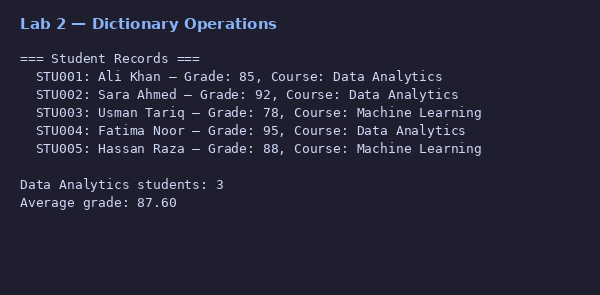 Lab 2 — Dictionary Operations
=== Student Records ===
STU001: Ali Khan — Grade: 85, Course: Data Analytics
STU002: Sara Ahmed — Grade: 92, Course: Data Analytics
STU003: Usman Tariq — Grade: 78, Course: Machine Learning
STU004: Fatima Noor — Grade: 95, Course: Data Analytics
STU005: Hassan Raza — Grade: 88, Course: Machine Learning
Data Analytics students: 3
Average grade: 87.60